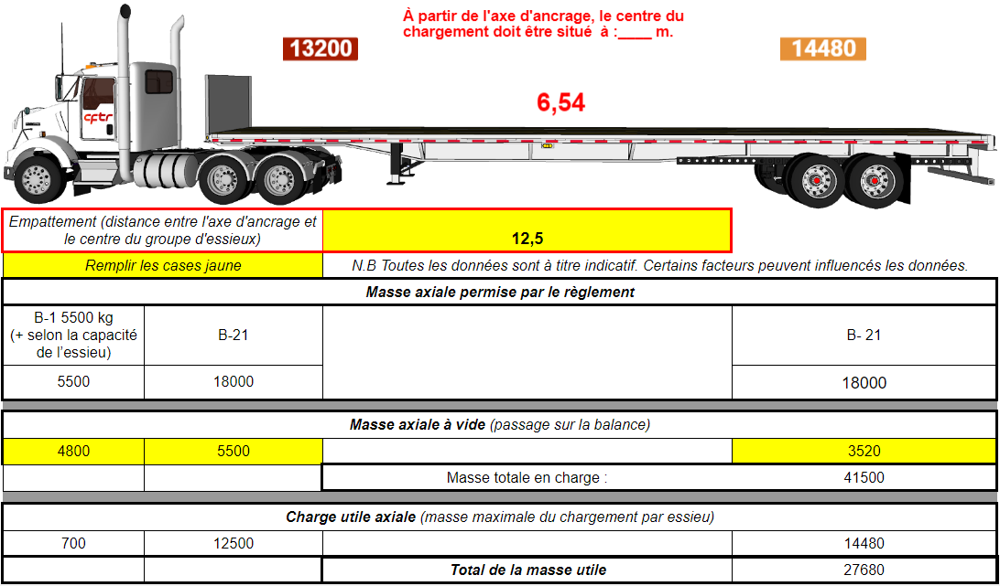 À partir de l'axe d'ancrage, le centre du
chargement doit être situé à :____ m.
13200
14480
6,54
cftr
Empattement (distance entre l'axe d'ancrage et
le centre du groupe d'essieux)
12,5
Remplir les cases jaune
N.B Toutes les données sont à titre indicatif. Certains facteurs peuvent influencés les données.
Masse axiale permise par le règlement
B-1 5500 kg
(+ selon la capacité
de l'essieu)
B-21
B- 21
5500
18000
18000
Masse axiale à vide (passage sur la balance)
4800
5500
3520
Masse totale en charge :
41500
Charge utile axiale (masse maximale du chargement par essieu)
700
12500
14480
Total de la masse utile
27680